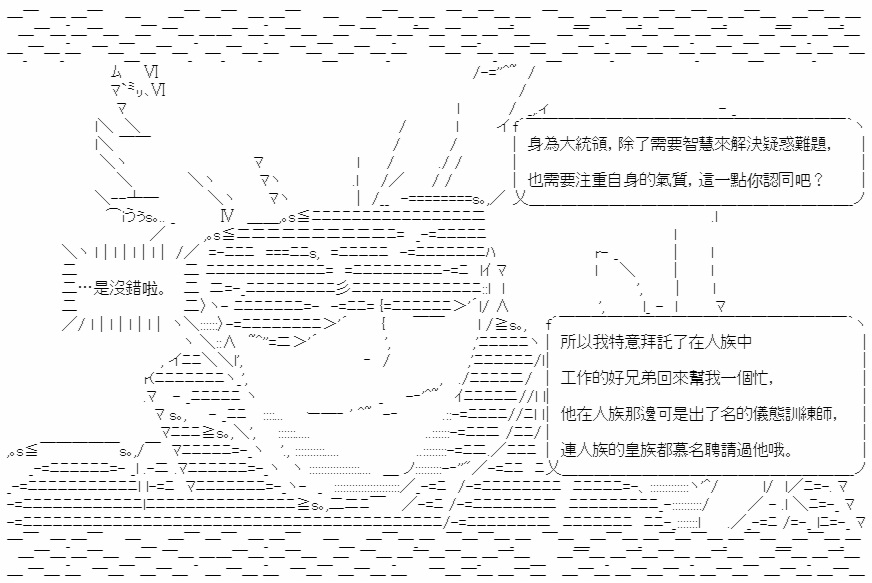 身為大統領，除了需要智慧來解決疑惑難題，
也需要注重自身的氣質，這一點你認同吧？
…是沒錯啦。
所以我特意拜託了在人族中
工作的好兄弟回來幫我一個忙，
他在人族那邊可是出了名的儀態訓練師，
連人族的皇族都慕名聘請過他哦。